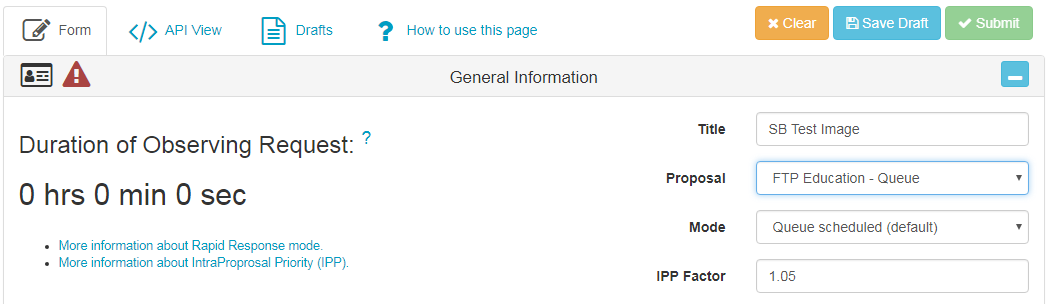 Form
API View
Drafts
? How to use this page
Clear
Save Draft
Submit
General Information
Duration of Observing Request: ?
0 hrs 0 min 0 sec
More information about Rapid Response mode.
More information about IntraProprosal Priority (IPP).
Title SB Test Image
Proposal FTP Education - Queue
Mode Queue scheduled (default)
IPP Factor 1.05